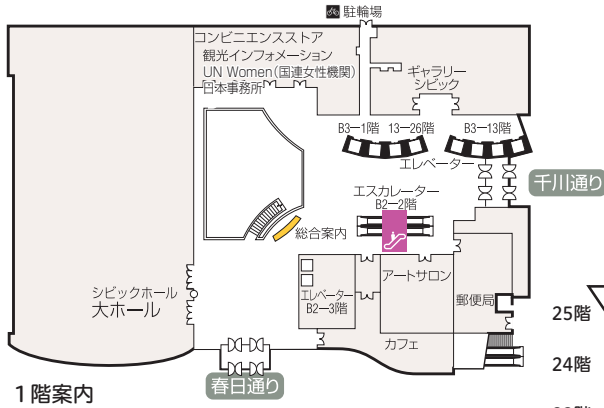 駐輪場
コンビニエンスストア
観光インフォメーション
UN Women(国連女性機関)
日本事務所
ギャラリー
シビック
B3―1階 13―26階
B3―13階
エレベーター
千川通り
エスカレーター
B2―2階
総合案内
シビックホール
大ホール
エレベーター
B2―3階
アートサロン
郵便局
カフェ
春日通り
1階案内
25階
24階